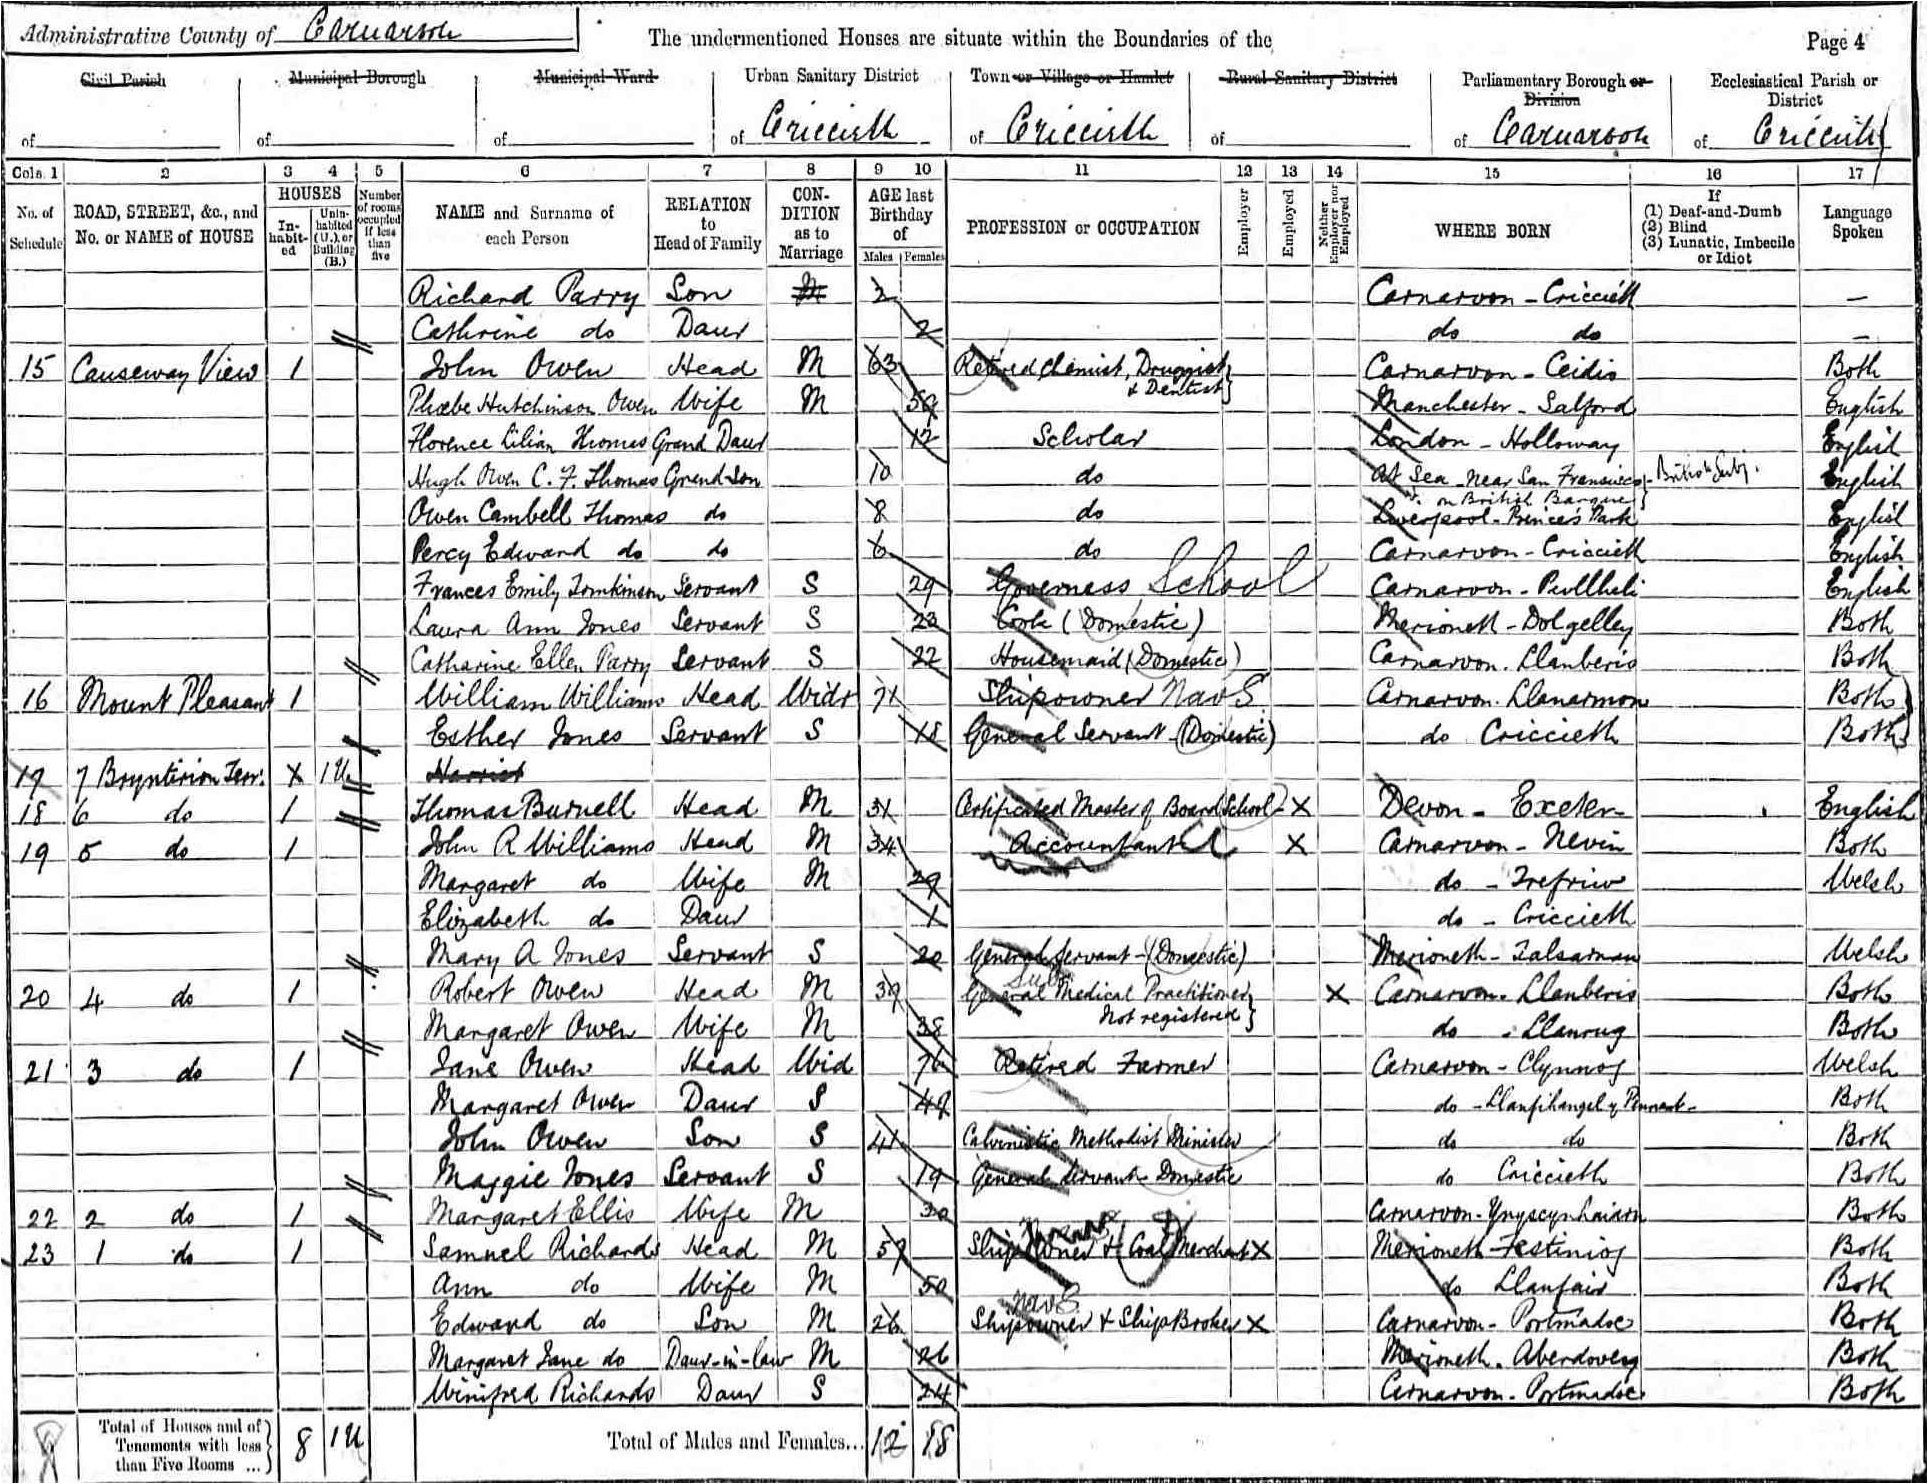 Administrative County of Carnarvon The undermentioned Houses are situate within the Boundaries of the Page 4
Civil Parish Municipal Borough Municipal Ward Urban Sanitary District Town or Village or Hamlet Rural Sanitary District Parliamentary Borough or Division Ecclesiastical Parish or District
of of of of Criccieth of Criccieth of of Carnarvon of Criccieth
Cols. 1 2 3 4 5 6 7 8 9 10 11 12 13 14 15 16 17
No. of Schedule ROAD, STREET, &c., and No. or NAME of HOUSE HOUSES Inhabited Uninhabited (U.), or Building (B.) Number of rooms occupied if less than five NAME and Surname of each Person RELATION to Head of Family CONDITION as to Marriage AGE last Birthday of Males Females PROFESSION or OCCUPATION Employer Employed Neither Employer nor Employed WHERE BORN If (1) Deaf-and-Dumb (2) Blind (3) Lunatic, Imbecile or Idiot Language Spoken
Richard Parry Son M 2 Carnarvon - Criccieth —
Cathrine do Daur 2 do do —
15 Causeway View 1 John Owen Head M 63 Retired Chemist, Druggist & Dentist Carnarvon - Ceidio Both
Phœbe Hutchinson Owen Wife M 59 Manchester - Salford English
Florence Lilian Thomas Grand Daur 12 Scholar London - Holloway English
Hugh Owen C. F. Thomas Grand Son 10 do At Sea near San Fransisco on British Barque British Subj. English
Owen Cambell Thomas do 8 do Liverpool - Princes Park English
Percy Edward do do 6 do Carnarvon - Criccieth English
Frances Emily Tomkinson Servant S 29 Governess School Carnarvon - Pwllheli English
Laura Ann Jones Servant S 23 Cook (Domestic) Merioneth - Dolgelley Both
Catharine Ellen Parry Servant S 22 Housemaid (Domestic) Carnarvon. Llanberis Both
16 Mount Pleasant 1 William Williams Head Widr 71 Shipowner Nav S. Carnarvon. Llanarmon Both
Esther Jones Servant S 18 General Servant (Domestic) do Criccieth Both
17 7 Bryntirion Terr. X 1U Harriet
18 6 do 1 Thomas Burnell Head M 31 Certificated Master of Board School X Devon - Exeter English
19 5 do 1 John R Williams Head M 34 Accountant X Carnarvon - Nevin Both
Margaret do Wife M 29 do - Trefriw Welsh
Elizabeth do Daur 1 do - Criccieth
Mary A Jones Servant S 20 General Servant - (Domestic) Merioneth - Talsarnau Welsh
20 4 do 1 Robert Owen Head M 39 General Medical Practitioner Not registered X Carnarvon. Llanberis Both
Margaret Owen Wife M 38 do - Llanrug Both
21 3 do 1 Jane Owen Head Wid 76 Retired Farmer Carnarvon - Clynnog Welsh
Margaret Owen Daur S 49 do - Llanfihangel y Pennant - Both
John Owen Son S 41 Calvinistic Methodist Minister do do Both
Maggie Jones Servant S 19 General Servant - Domestic do Criccieth Both
22 2 do 1 Margaret Ellis Wife M 30 Carnarvon - Ynyscynhaiarn Both
23 1 do 1 Samuel Richards Head M 59 Ship Owner & Coal Merchant X Merioneth - Festiniog Both
Ann do Wife M 50 do Llanfair Both
Nav S
Edward do Son M 26 Shipowner & Ship Broker X Carnarvon - Portmadoc Both
Margaret Jane do Daur-in-law M 26 Merioneth. Aberdovey Both
Winifred Richards Daur S 24 Carnarvon - Portmadoc Both
Total of Houses and of Tenements with less than Five Rooms ... 8 1U Total of Males and Females... 12 18